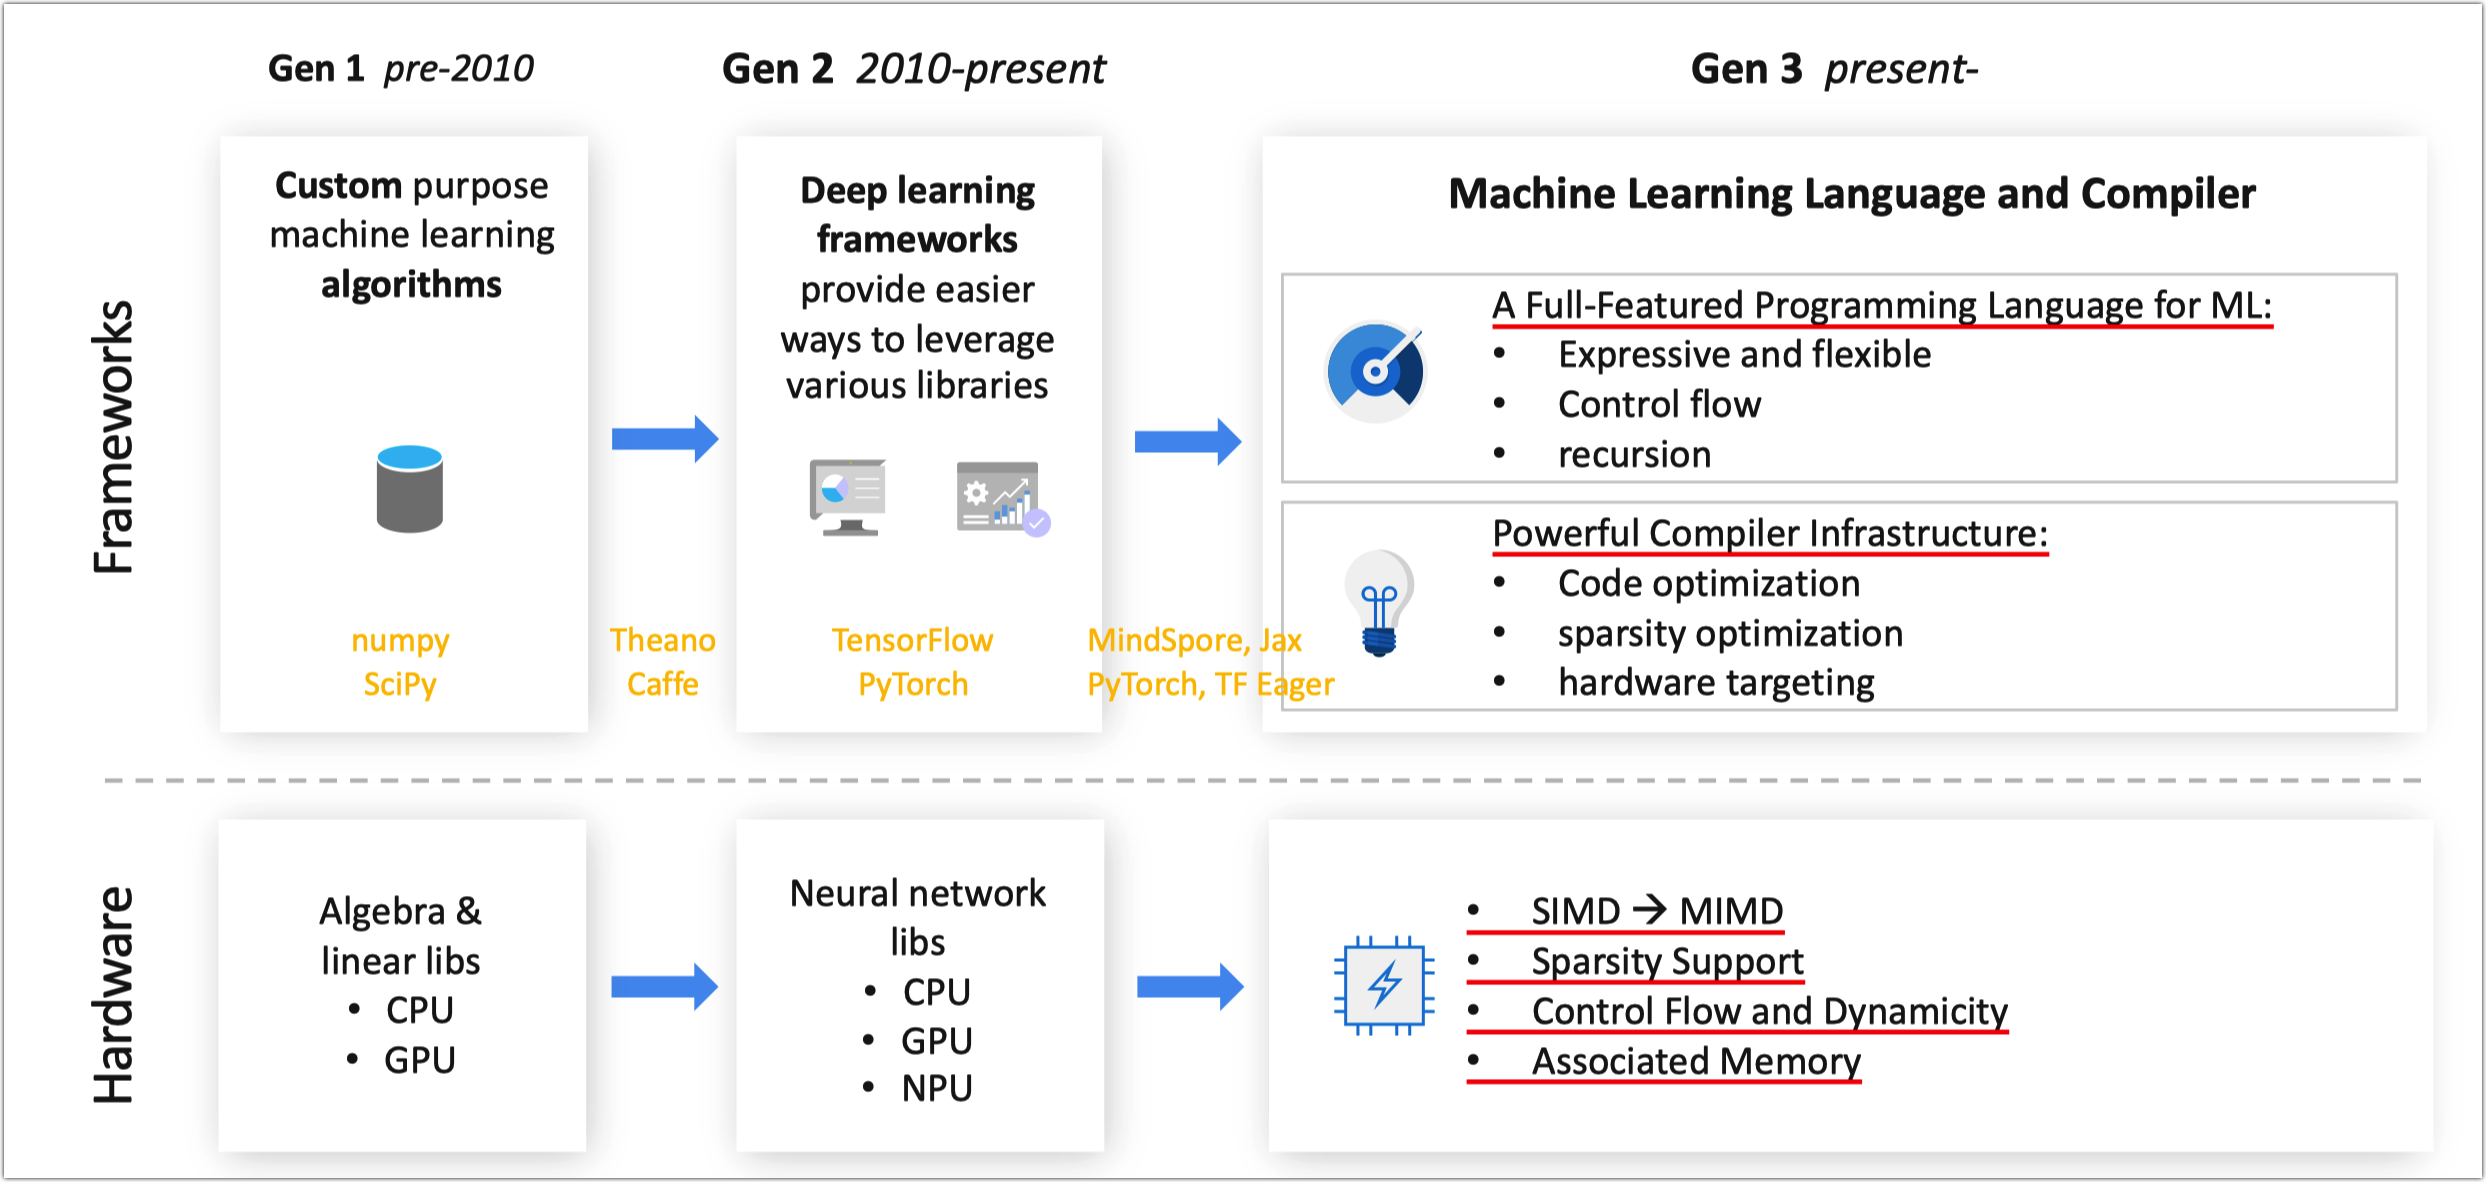 Gen 1 pre-2010
Gen 2 2010-present
Gen 3 present-
Frameworks
Custom purpose
machine learning
algorithms
numpy
SciPy
Theano
Caffe
Deep learning
frameworks
provide easier
ways to leverage
various libraries
TensorFlow
PyTorch
MindSpore, Jax
PyTorch, TF Eager
Machine Learning Language and Compiler
A Full-Featured Programming Language for ML:
• Expressive and flexible
• Control flow
• recursion
Powerful Compiler Infrastructure:
• Code optimization
• sparsity optimization
• hardware targeting
Hardware
Algebra &
linear libs
• CPU
• GPU
Neural network
libs
• CPU
• GPU
• NPU
• SIMD → MIMD
• Sparsity Support
• Control Flow and Dynamicity
• Associated Memory